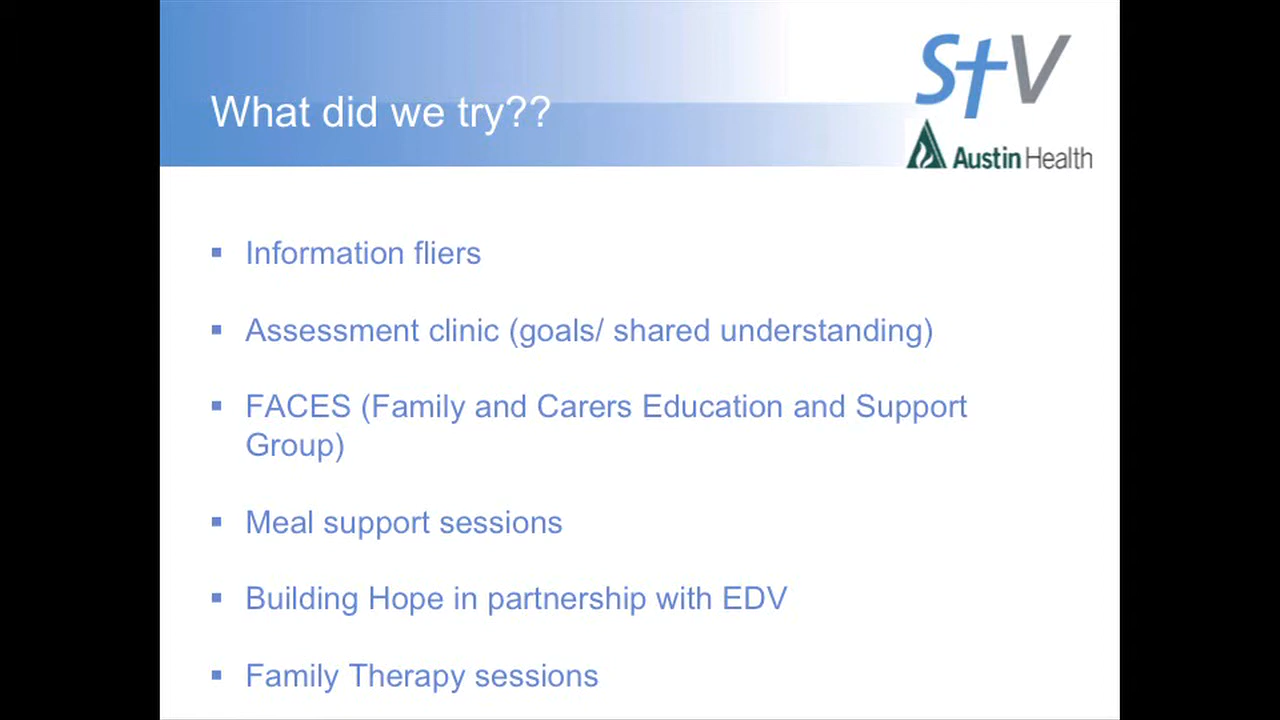 StV
What did we try??
Austin Health
Information fliers
Assessment clinic (goals/ shared understanding)
FACES (Family and Carers Education and Support
Group)
Meal support sessions
Building Hope in partnership with EDV
Family Therapy sessions